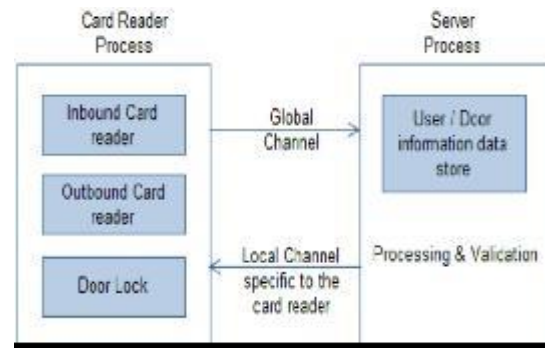 Card Reader
Process
Server
Process
Inbound Card
reader
Global
Channel
User / Door
information data
store
Outbound Card
reader
Local Channel
specific to the
card reader
Processing & Valication
Door Lock